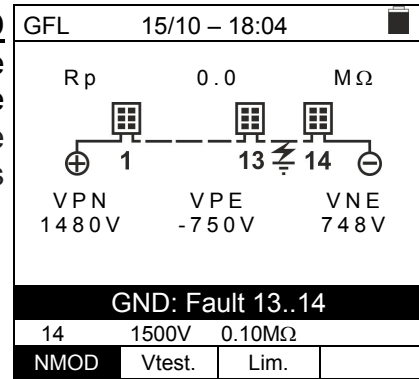 GFL 15/10 – 18:04
Rp 0.0 MΩ
1 13 14
VPN VPE VNE
1480V -750V 748V
GND: Fault 13..14
14 1500V 0.10MΩ
NMOD Vtest. Lim.